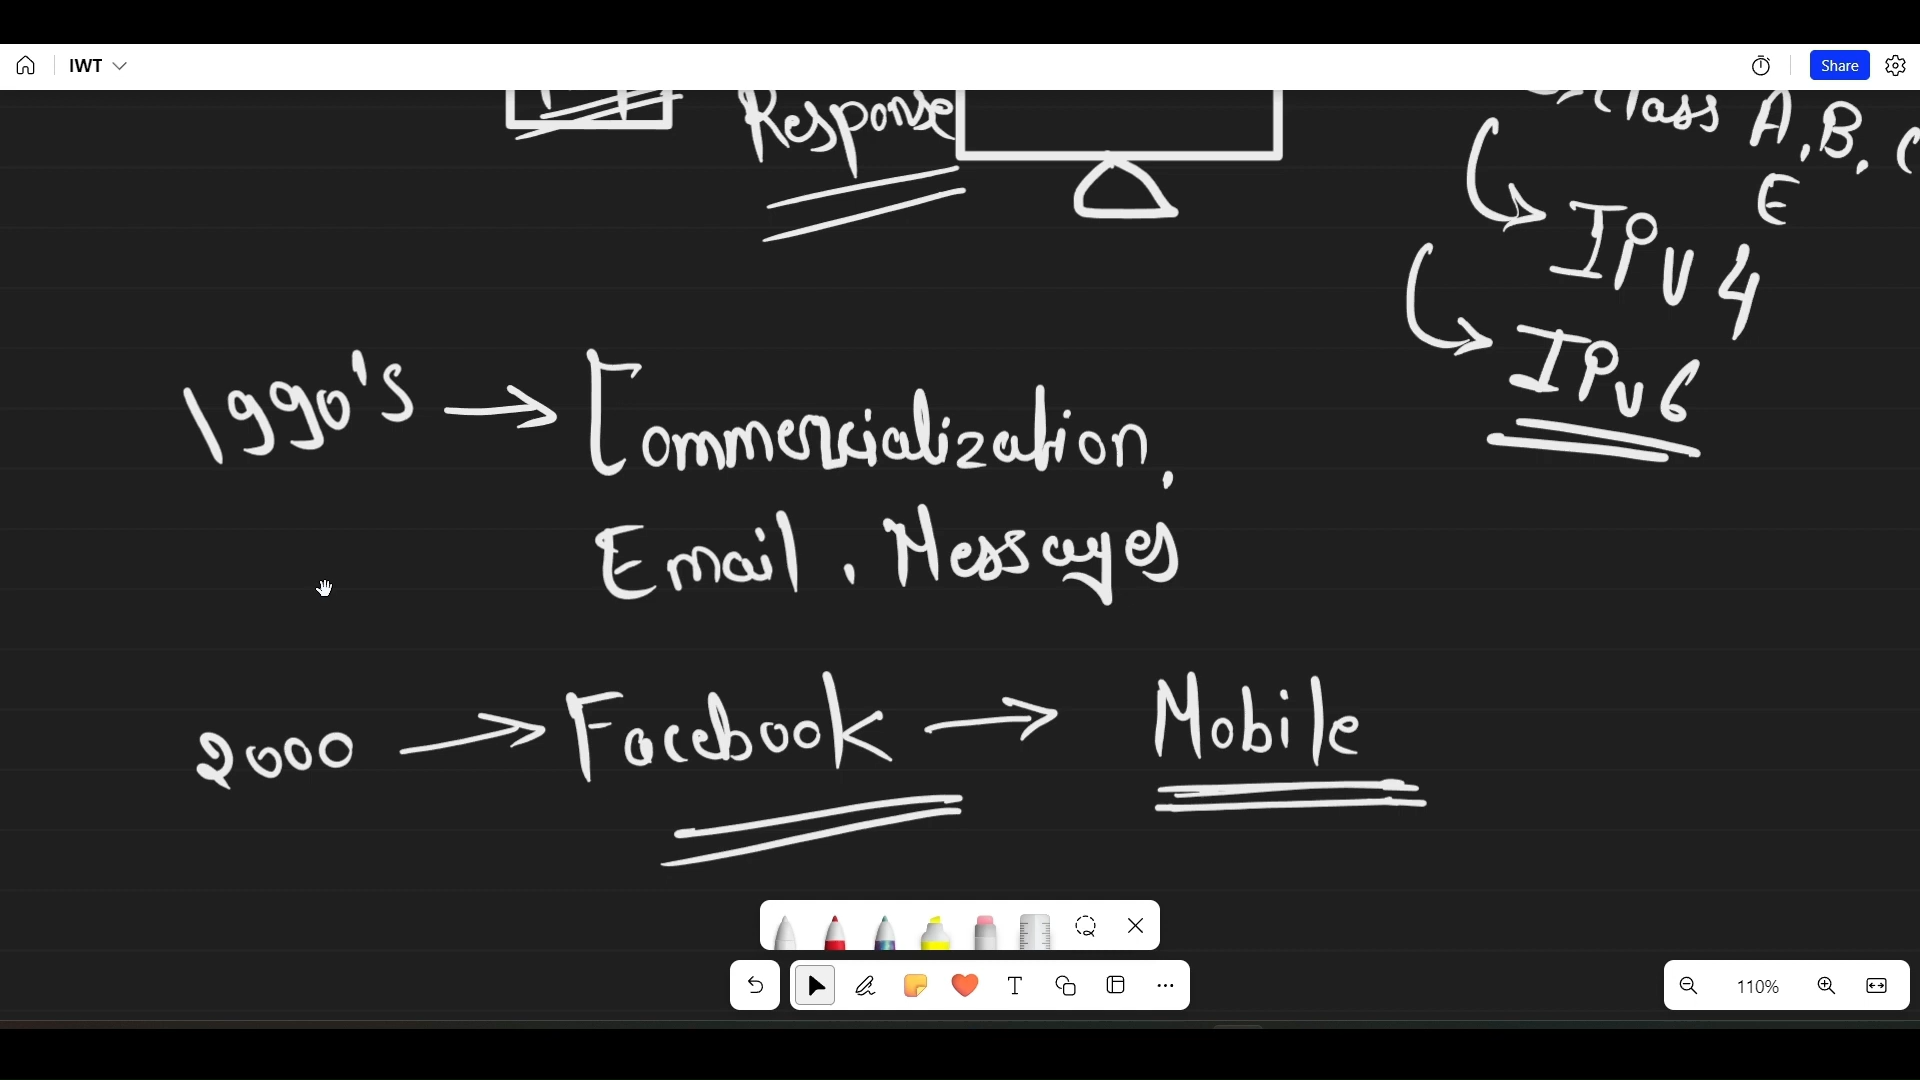 IWT
Share
Response
Class A, B, C
E
IPv4
IPv6
1990's → Commercialization,
Email, Messages
2000 → Facebook → Mobile
110%